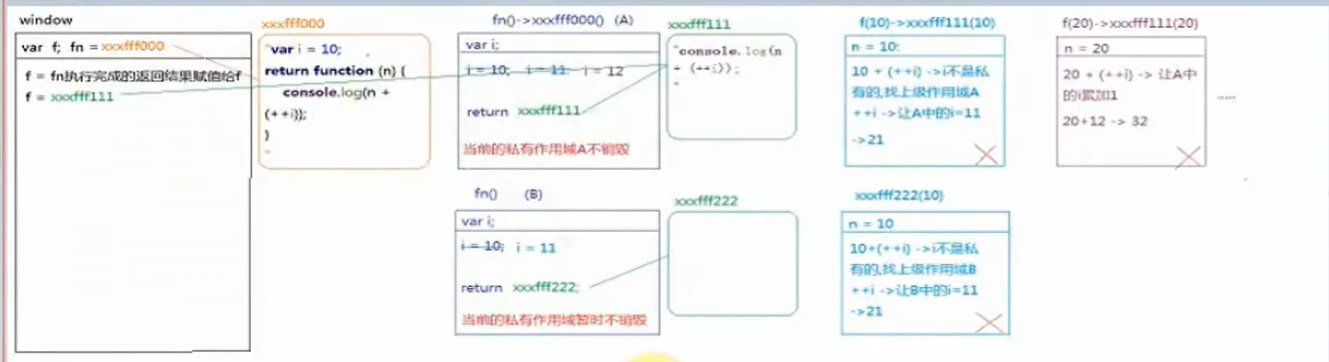 window
var f; fn = xxxfff000
f = fn执行完成的返回结果赋值给f
f = xxxfff111
xxxfff000
"var i = 10;
return function (n) {
console.log(n +
(++i));
}
"
fn()->xxxfff000() (A)
var i;
i = 10; i = 11; i = 12
return xxxfff111
当前的私有作用域A不销毁
xxxfff111
"console.log(n
+ (++i));
"
f(10)->xxxfff111(10)
n = 10;
10 + (++i) ->i不是私
有的,找上级作用域A
++i ->让A中的i=11
->21
f(20)->xxxfff111(20)
n = 20
20 + (++i) -> 让A中
的i累加1
20+12 -> 32
.....
fn() (B)
var i;
i = 10; i = 11
return xxxfff222;
当前的私有作用域暂时不销毁
xxxfff222
xxxfff222(10)
n = 10
10+(++i) ->i不是私
有的,找上级作用域B
++i ->让B中的i=11
->21